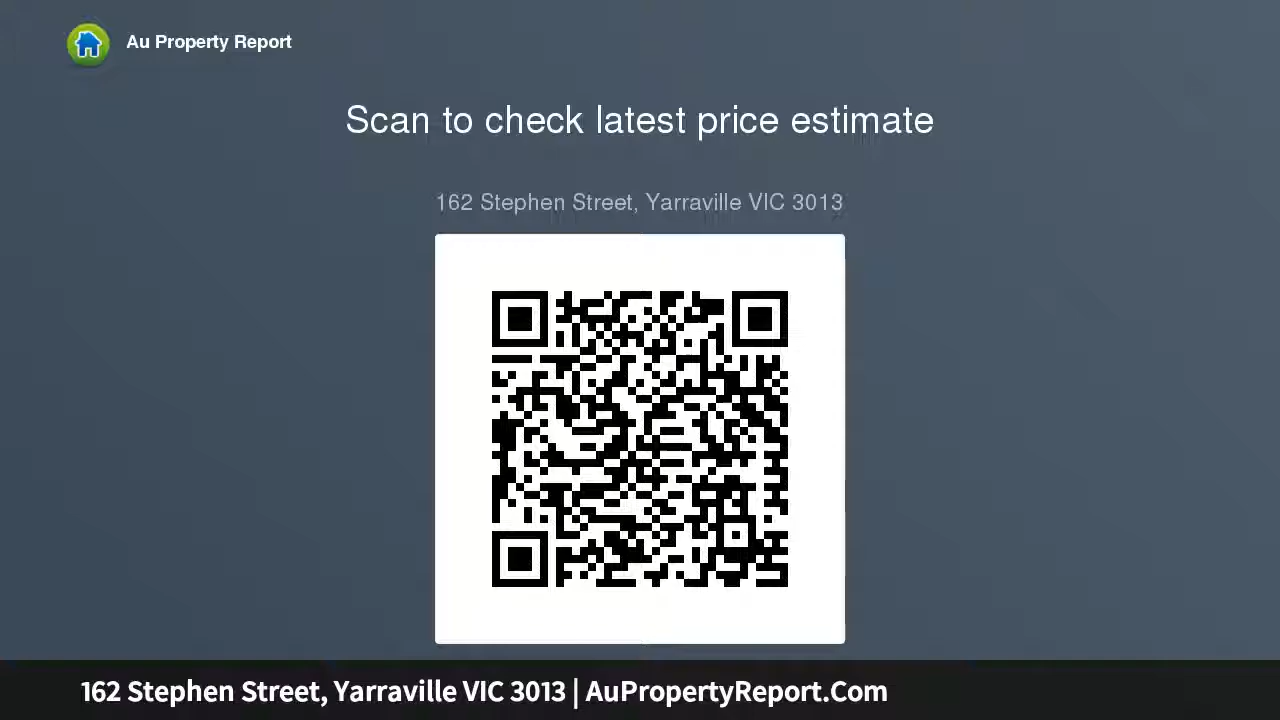 Au Property Report
Scan to check latest price estimate
162 Stephen Street, Yarraville VIC 3013
162 Stephen Street, Yarraville VIC 3013 | AuPropertyReport.Com